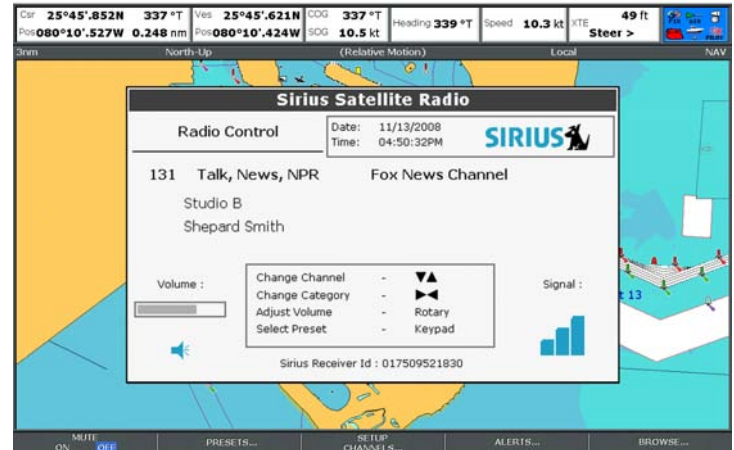 Csr 25°45'.852N 337 °T Ves 25°45'.621N COG 337 °T Heading 339 °T Speed 10.3 kt XTE 49 ft
Pos 080°10'.527W 0.248 nm Pos 080°10'.424W SOG 10.5 kt Steer >
3nm North-Up (Relative Motion) Local NAV
Sirius Satellite Radio
Radio Control
Date: 11/13/2008
Time: 04:50:32PM
SIRIUS
131 Talk, News, NPR Fox News Channel
Studio B
Shepard Smith
Volume :
Change Channel - ▼▲
Change Category - ▶◀
Adjust Volume - Rotary
Select Preset - Keypad
Signal :
Sirius Receiver Id : 017509521830
t 13
MUTE
ON OFF
PRESETS...
SETUP
CHANNELS...
ALERTS...
BROWSE...